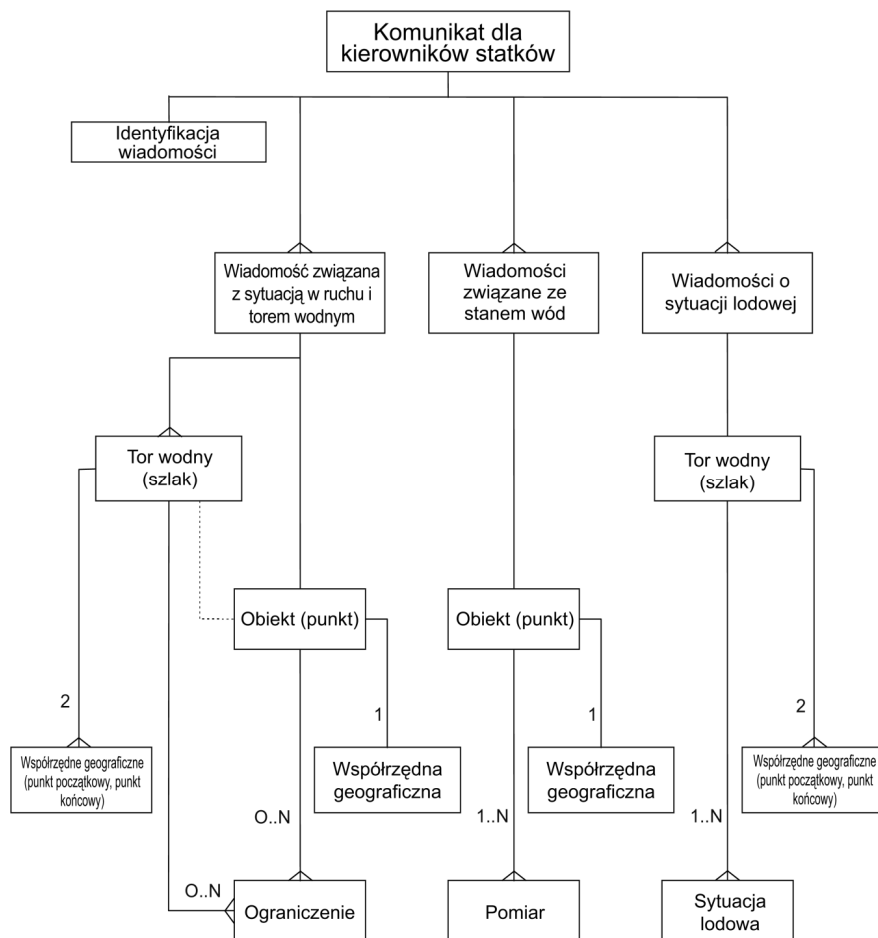 Komunikat dla
kierowników statków
Identyfikacja
wiadomości
Wiadomość związana
z sytuacją w ruchu i
torem wodnym
Wiadomości
związane ze
stanem wód
Wiadomości o
sytuacji lodowej
Tor wodny
(szlak)
Tor wodny
(szlak)
Obiekt (punkt)
Obiekt (punkt)
2
1
1
2
Współrzędne geograficzne
(punkt początkowy, punkt
końcowy)
Współrzędna
geograficzna
Współrzędna
geograficzna
Współrzędne geograficzne
(punkt początkowy, punkt
końcowy)
O..N
1..N
1..N
O..N
Ograniczenie
Pomiar
Sytuacja
lodowa